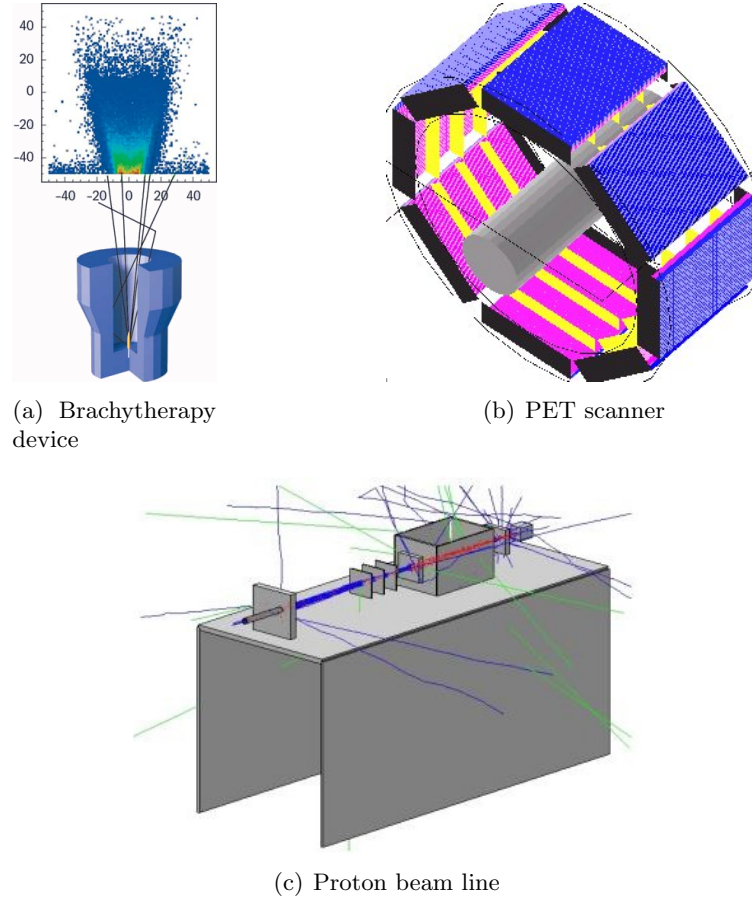 40
20
0
–20
–40
–40 –20 0 20 40
(a) Brachytherapy
device
(b) PET scanner
(c) Proton beam line